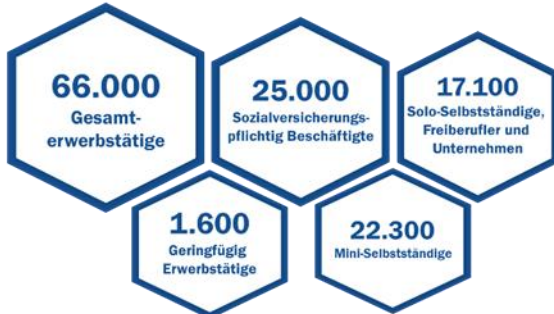 66.000
Gesamt-
erwerbstätige
25.000
Sozialversicherungs-
pflichtig Beschäftigte
17.100
Solo-Selbstständige,
Freiberufler und
Unternehmen
1.600
Geringfügig
Erwerbstätige
22.300
Mini-Selbstständige